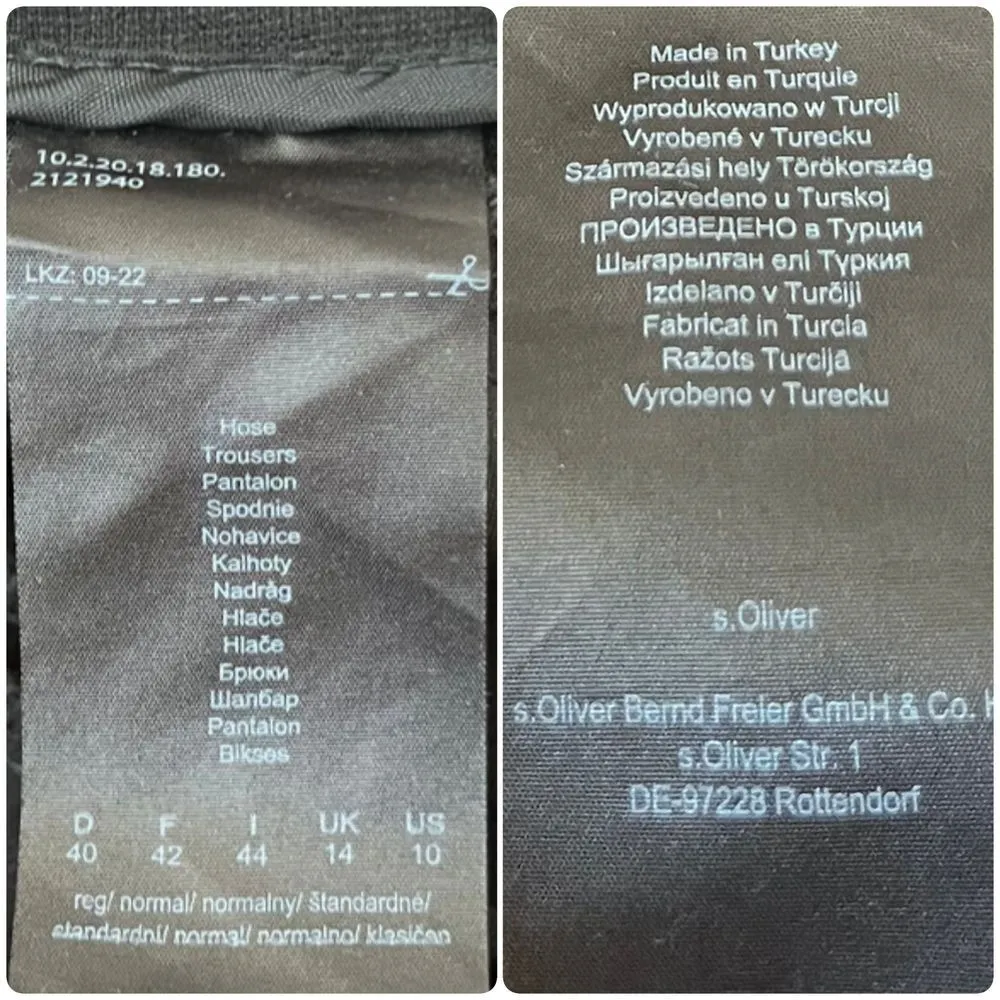 10.2.20.18.180.
2121940
LKZ: 09-22
Hose
Trousers
Pantalon
Spodnie
Nohavice
Kalhoty
Nadrág
Hlače
Hlače
Брюки
Шалбар
Pantalon
Bikses
D F I UK US
40 42 44 14 10
reg/ normal/ normalny/ štandardné/
standardní/ normál/ normalno/ klasičen
Made in Turkey
Produit en Turquie
Wyprodukowano w Turcji
Vyrobené v Turecku
Származási hely Törökország
Proizvedeno u Turskoj
ПРОИЗВЕДЕНО в Турции
Шығарылған елі Түркия
Izdelano v Turčiji
Fabricat in Turcia
Ražots Turcijā
Vyrobeno v Turecku
s.Oliver
s.Oliver Bernd Freier GmbH & Co.
s.Oliver Str. 1
DE-97228 Rottendorf